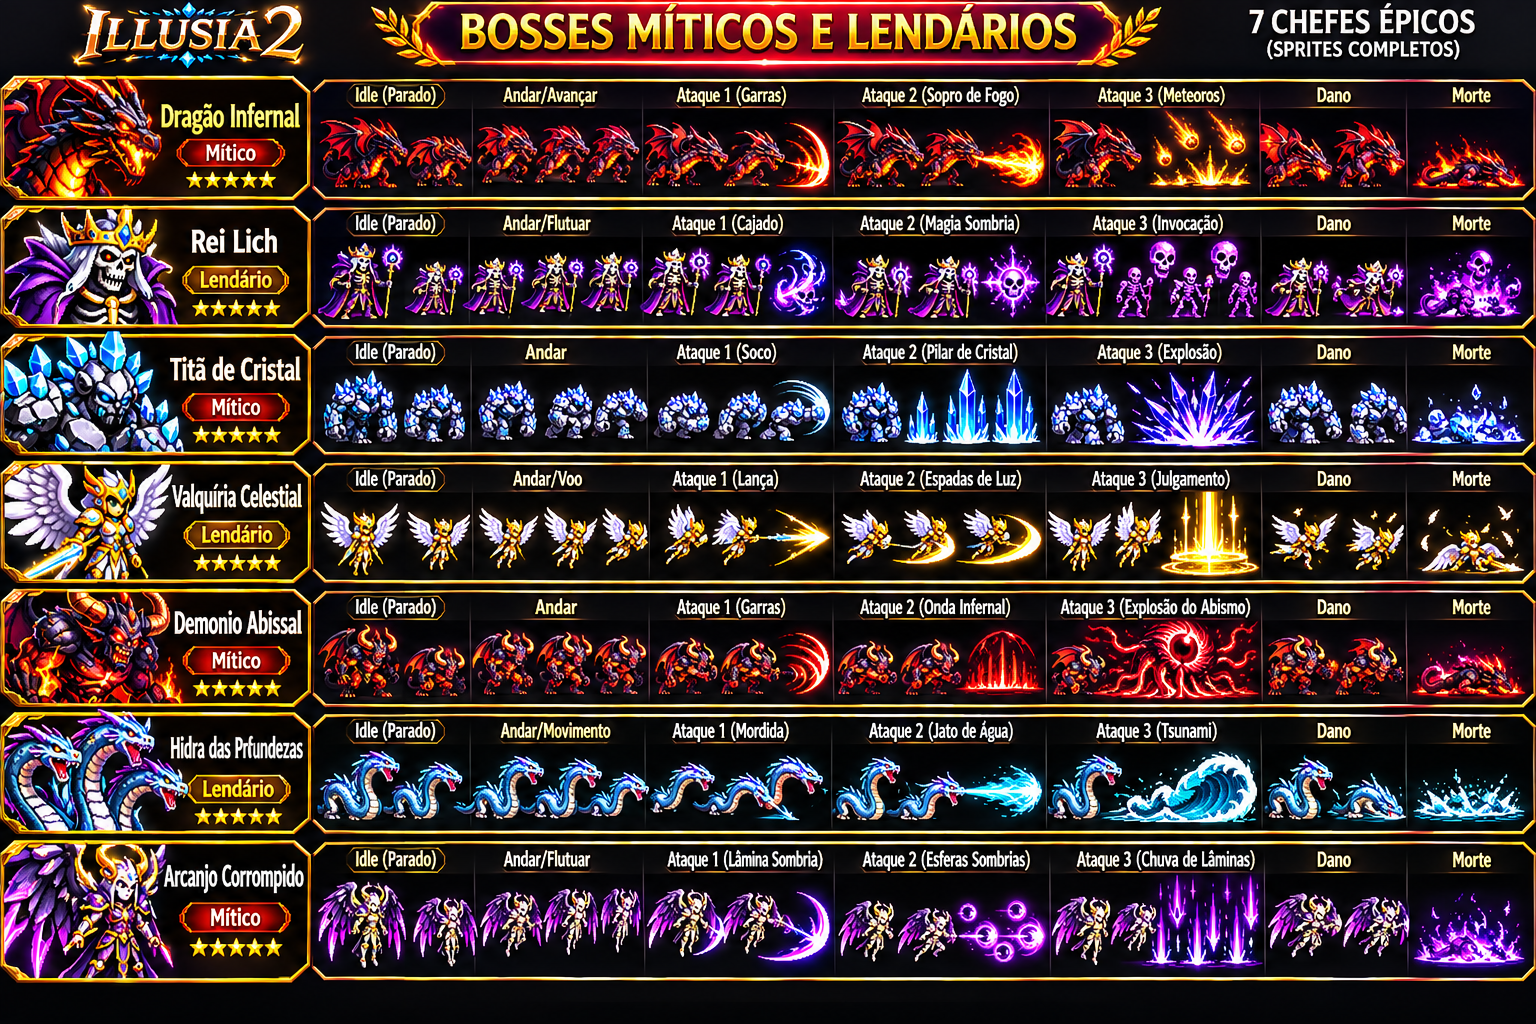 ILLUSIA 2
BOSSES MÍTICOS E LENDÁRIOS
7 CHEFES ÉPICOS
(SPRITES COMPLETOS)
Dragão Infernal
Mítico
Idle (Parado)
Andar/Avançar
Ataque 1 (Garras)
Ataque 2 (Sopro de Fogo)
Ataque 3 (Meteoros)
Dano
Morte
Rei Lich
Lendário
Idle (Parado)
Andar/Flutuar
Ataque 1 (Cajado)
Ataque 2 (Magia Sombria)
Ataque 3 (Invocação)
Dano
Morte
Titã de Cristal
Mítico
Idle (Parado)
Andar
Ataque 1 (Soco)
Ataque 2 (Pilar de Cristal)
Ataque 3 (Explosão)
Dano
Morte
Valquíria Celestial
Lendário
Idle (Parado)
Andar/Voo
Ataque 1 (Lança)
Ataque 2 (Espadas de Luz)
Ataque 3 (Julgamento)
Dano
Morte
Demonio Abissal
Mítico
Idle (Parado)
Andar
Ataque 1 (Garras)
Ataque 2 (Onda Infernal)
Ataque 3 (Explosão do Abismo)
Dano
Morte
Hidra das Prfundezas
Lendário
Idle (Parado)
Andar/Movimento
Ataque 1 (Mordida)
Ataque 2 (Jato de Água)
Ataque 3 (Tsunami)
Dano
Morte
Arcanjo Corrompido
Mítico
Idle (Parado)
Andar/Flutuar
Ataque 1 (Lâmina Sombria)
Ataque 2 (Esferas Sombrias)
Ataque 3 (Chuva de Lâminas)
Dano
Morte